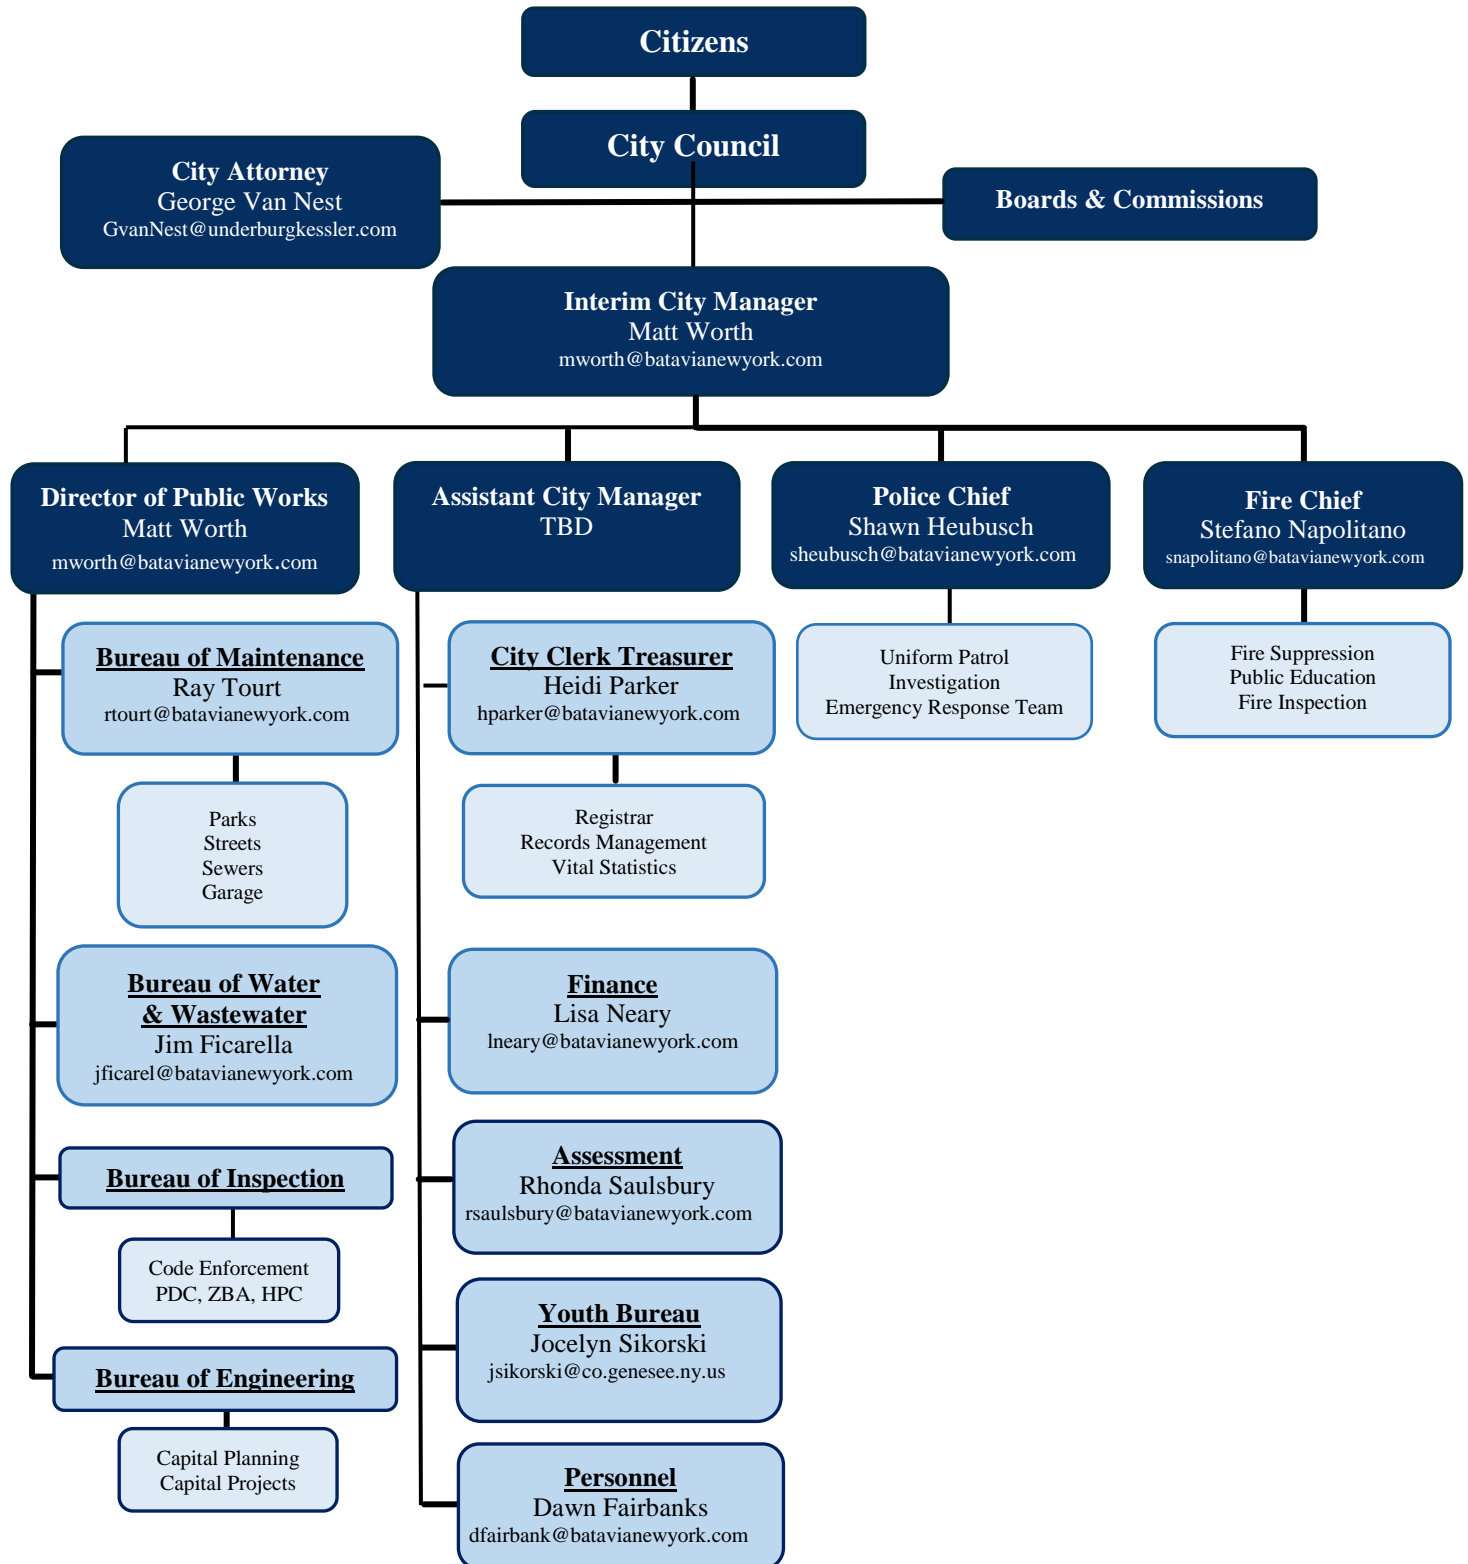 Citizens
City Council
City Attorney
George Van Nest
GvanNest@underburgkessler.com
Boards & Commissions
Interim City Manager
Matt Worth
mworth@batavianewyork.com
Director of Public Works
Matt Worth
mworth@batavianewyork.com
Assistant City Manager
TBD
Police Chief
Shawn Heubusch
sheubusch@batavianewyork.com
Fire Chief
Stefano Napolitano
snapolitano@batavianewyork.com
Bureau of Maintenance
Ray Tourt
rtourt@batavianewyork.com
Parks
Streets
Sewers
Garage
Bureau of Water
& Wastewater
Jim Ficarella
jficarel@batavianewyork.com
Bureau of Inspection
Code Enforcement
PDC, ZBA, HPC
Bureau of Engineering
Capital Planning
Capital Projects
City Clerk Treasurer
Heidi Parker
hparker@batavianewyork.com
Registrar
Records Management
Vital Statistics
Finance
Lisa Neary
lneary@batavianewyork.com
Assessment
Rhonda Saulsbury
rsaulsbury@batavianewyork.com
Youth Bureau
Jocelyn Sikorski
jsikorski@co.genesee.ny.us
Personnel
Dawn Fairbanks
dfairbank@batavianewyork.com
Uniform Patrol
Investigation
Emergency Response Team
Fire Suppression
Public Education
Fire Inspection